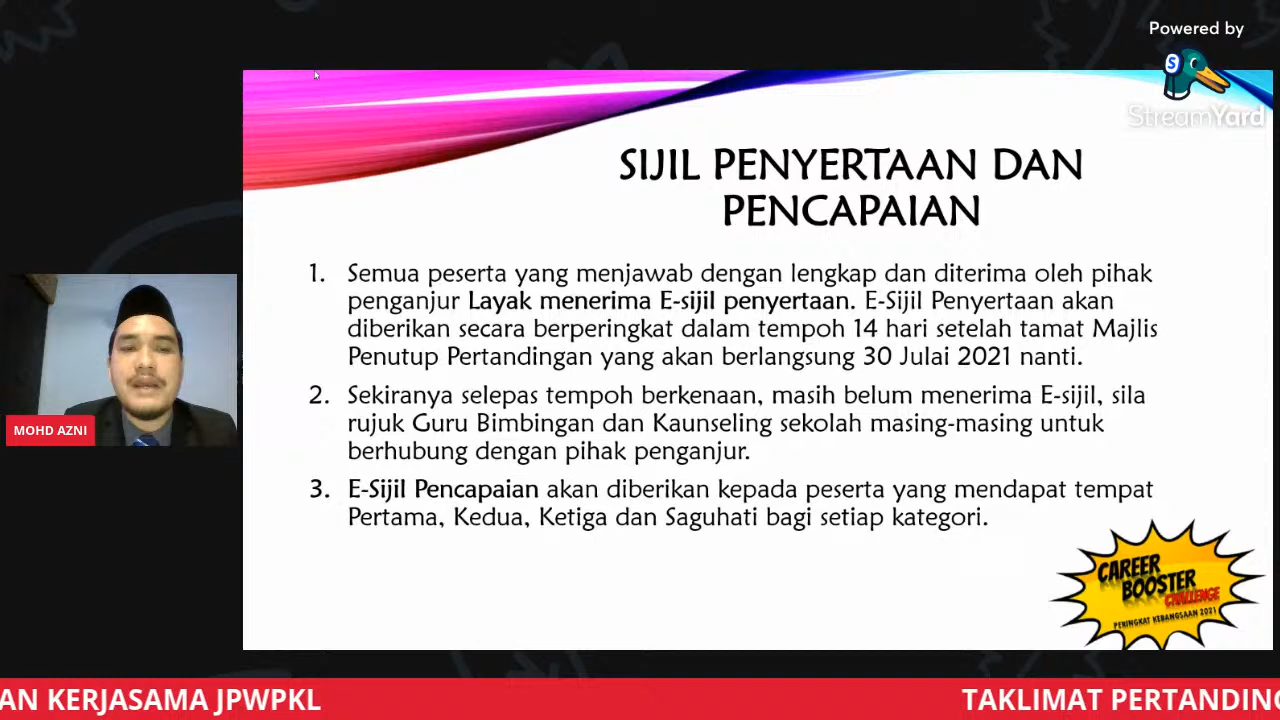 Powered by
S
StreamYard
SIJIL PENYERTAAN DAN
PENCAPAIAN
1. Semua peserta yang menjawab dengan lengkap dan diterima oleh pihak
penganjur Layak menerima E-sijil penyertaan. E-Sijil Penyertaan akan
diberikan secara berperingkat dalam tempoh 14 hari setelah tamat Majlis
Penutup Pertandingan yang akan berlangsung 30 Julai 2021 nanti.
2. Sekiranya selepas tempoh berkenaan, masih belum menerima E-sijil, sila
rujuk Guru Bimbingan dan Kaunseling sekolah masing-masing untuk
berhubung dengan pihak penganjur.
3. E-Sijil Pencapaian akan diberikan kepada peserta yang mendapat tempat
Pertama, Kedua, Ketiga dan Saguhati bagi setiap kategori.
MOHD AZNI
CAREER
BOOSTER
CHALLENGE
PERINGKAT KEBANGSAAN 2021
AN KERJASAMA JPWPKL
TAKLIMAT PERTANDING